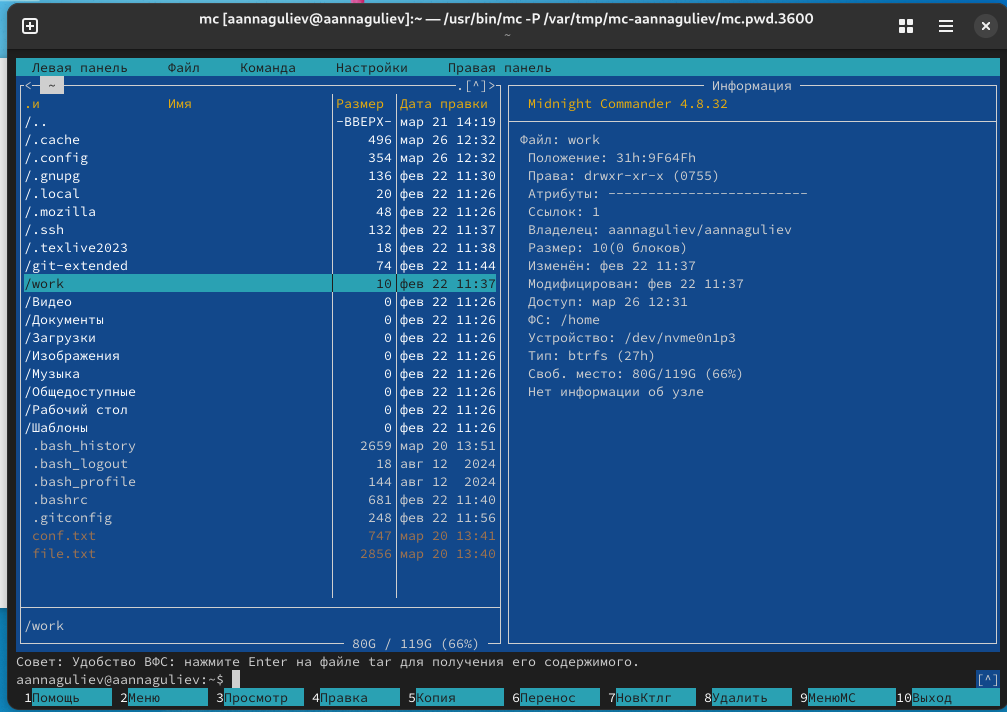 mc [aannaguliev@aannaguliev]:~ — /usr/bin/mc -P /var/tmp/mc-aannaguliev/mc.pwd.3600
~
Левая панель Файл Команда Настройки Правая панель
<- ~ .[^]>
.и Имя Размер Дата правки
/.. -ВВЕРХ- мар 21 14:19
/.cache 496 мар 26 12:32
/.config 354 мар 26 12:32
/.gnupg 136 фев 22 11:30
/.local 20 фев 22 11:26
/.mozilla 48 фев 22 11:26
/.ssh 132 фев 22 11:37
/.texlive2023 18 фев 22 11:38
/git-extended 74 фев 22 11:44
/work 10 фев 22 11:37
/Видео 0 фев 22 11:26
/Документы 0 фев 22 11:26
/Загрузки 0 фев 22 11:26
/Изображения 0 фев 22 11:26
/Музыка 0 фев 22 11:26
/Общедоступные 0 фев 22 11:26
/Рабочий стол 0 фев 22 11:26
/Шаблоны 0 фев 22 11:26
.bash_history 2659 мар 20 13:51
.bash_logout 18 авг 12 2024
.bash_profile 144 авг 12 2024
.bashrc 681 фев 22 11:40
.gitconfig 248 фев 22 11:56
conf.txt 747 мар 20 13:41
file.txt 2856 мар 20 13:40
/work
80G / 119G (66%)
Информация
Midnight Commander 4.8.32
Файл: work
Положение: 31h:9F64Fh
Права: drwxr-xr-x (0755)
Атрибуты: -------------------------
Ссылок: 1
Владелец: aannaguliev/aannaguliev
Размер: 10(0 блоков)
Изменён: фев 22 11:37
Модифицирован: фев 22 11:37
Доступ: мар 26 12:31
ФС: /home
Устройство: /dev/nvme0n1p3
Тип: btrfs (27h)
Своб. место: 80G/119G (66%)
Нет информации об узле
Совет: Удобство ВФС: нажмите Enter на файле tar для получения его содержимого.
aannaguliev@aannaguliev:~$ [^]
1Помощь 2Меню 3Просмотр 4Правка 5Копия 6Перенос 7НовКтлг 8Удалить 9МенюMC 10Выход